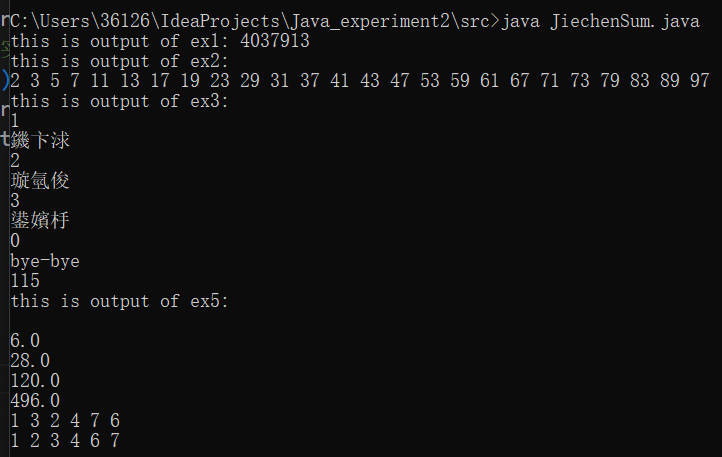 C:\Users\36126\IdeaProjects\Java_experiment2\src>java JiechenSum.java
this is output of ex1: 4037913
this is output of ex2:
2 3 5 7 11 13 17 19 23 29 31 37 41 43 47 53 59 61 67 71 73 79 83 89 97
this is output of ex3:
1
鐖卞浗
2
璇氫俊
3
鍙嬪杽
0
bye-bye
115
this is output of ex5:
6.0
28.0
120.0
496.0
1 3 2 4 7 6
1 2 3 4 6 7